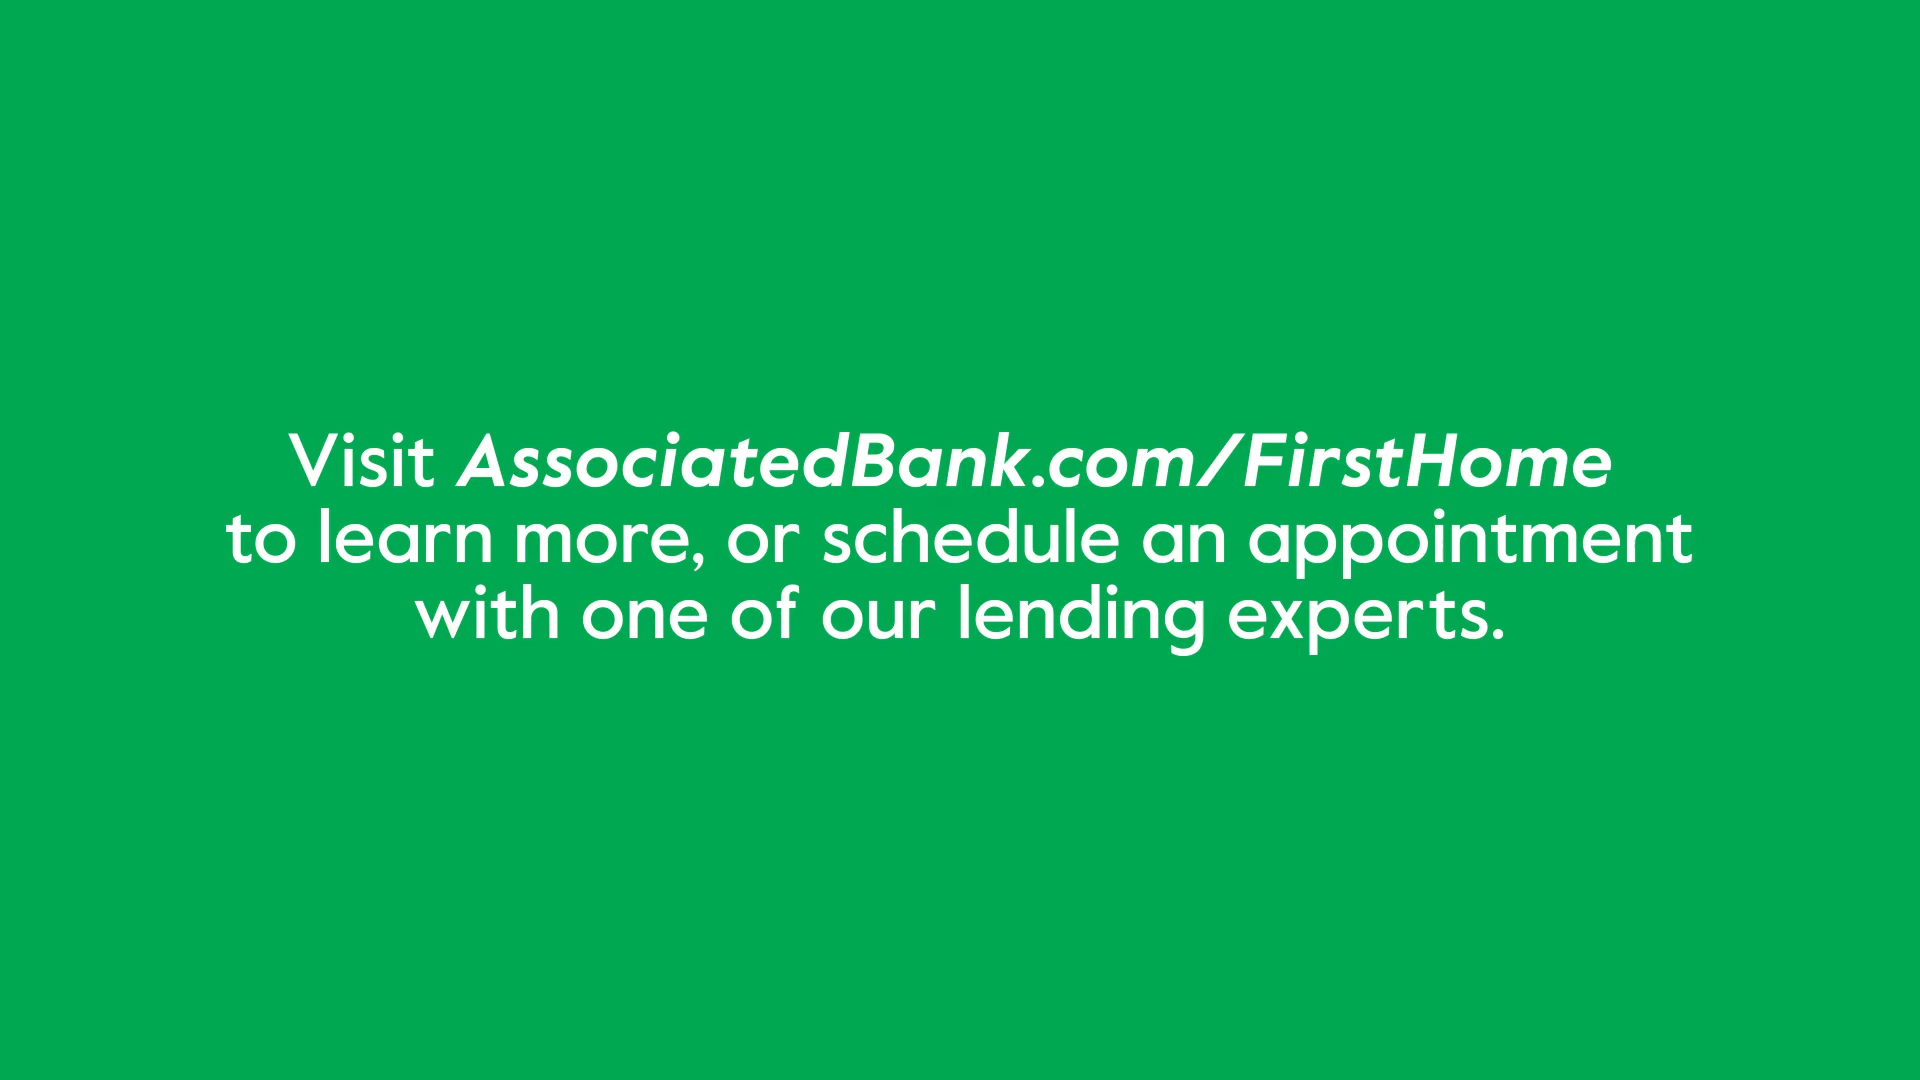 Visit AssociatedBank.com/FirstHome
to learn more, or schedule an appointment
with one of our lending experts.